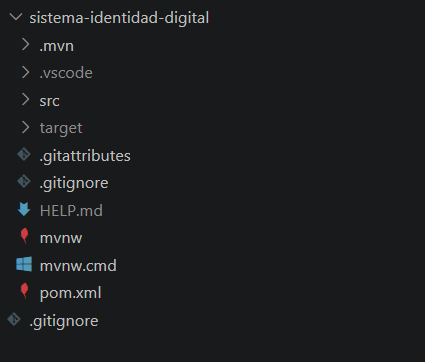 sistema-identidad-digital
.mvn
.vscode
src
target
.gitattributes
.gitignore
HELP.md
mvnw
mvnw.cmd
pom.xml
.gitignore